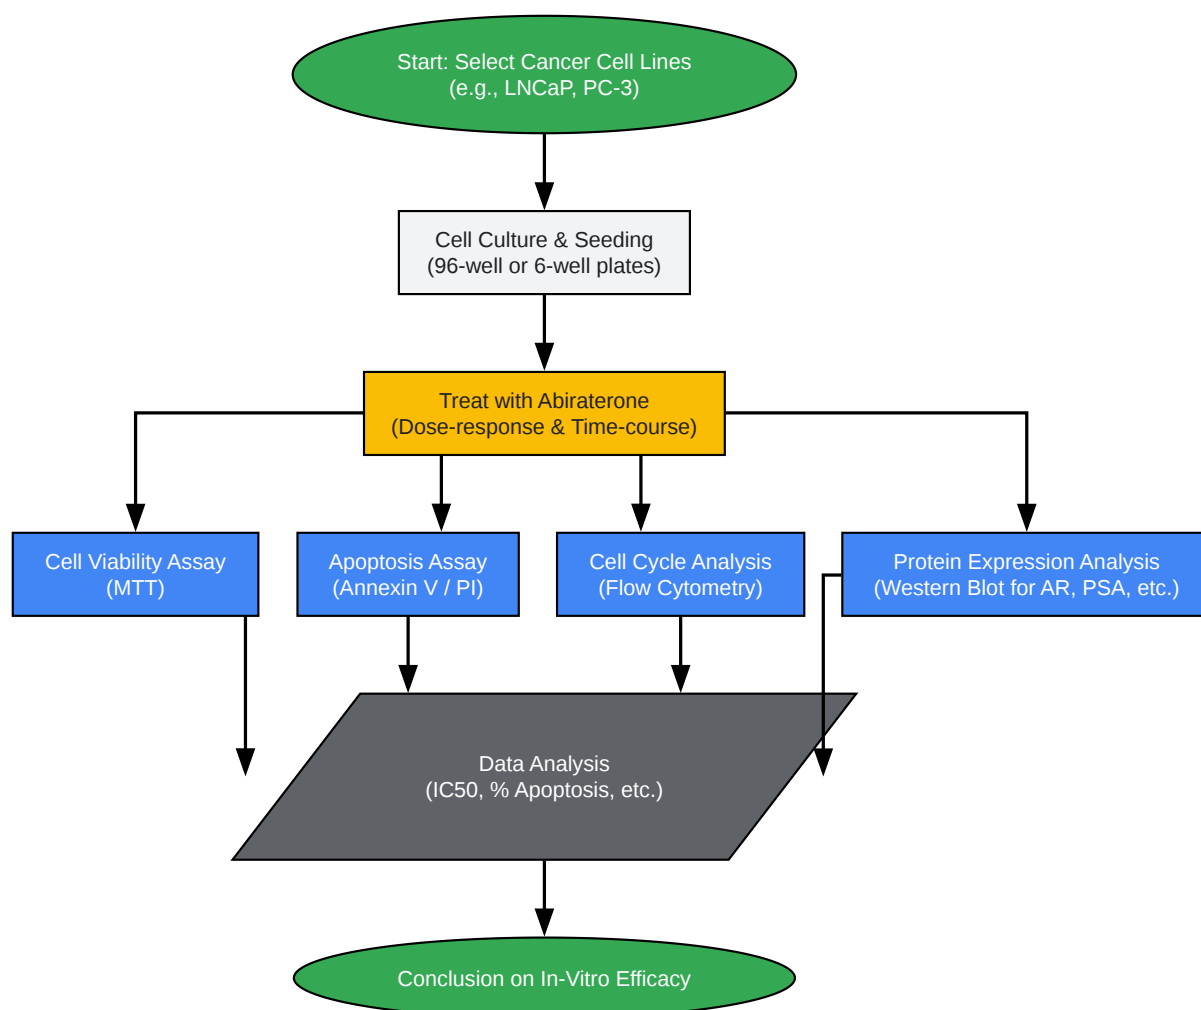 Start: Select Cancer Cell Lines
(e.g., LNCaP, PC-3)
Cell Culture & Seeding
(96-well or 6-well plates)
Treat with Abiraterone
(Dose-response & Time-course)
Cell Viability Assay
(MTT)
Apoptosis Assay
(Annexin V / PI)
Cell Cycle Analysis
(Flow Cytometry)
Protein Expression Analysis
(Western Blot for AR, PSA, etc.)
Data Analysis
(IC50, % Apoptosis, etc.)
Conclusion on In-Vitro Efficacy